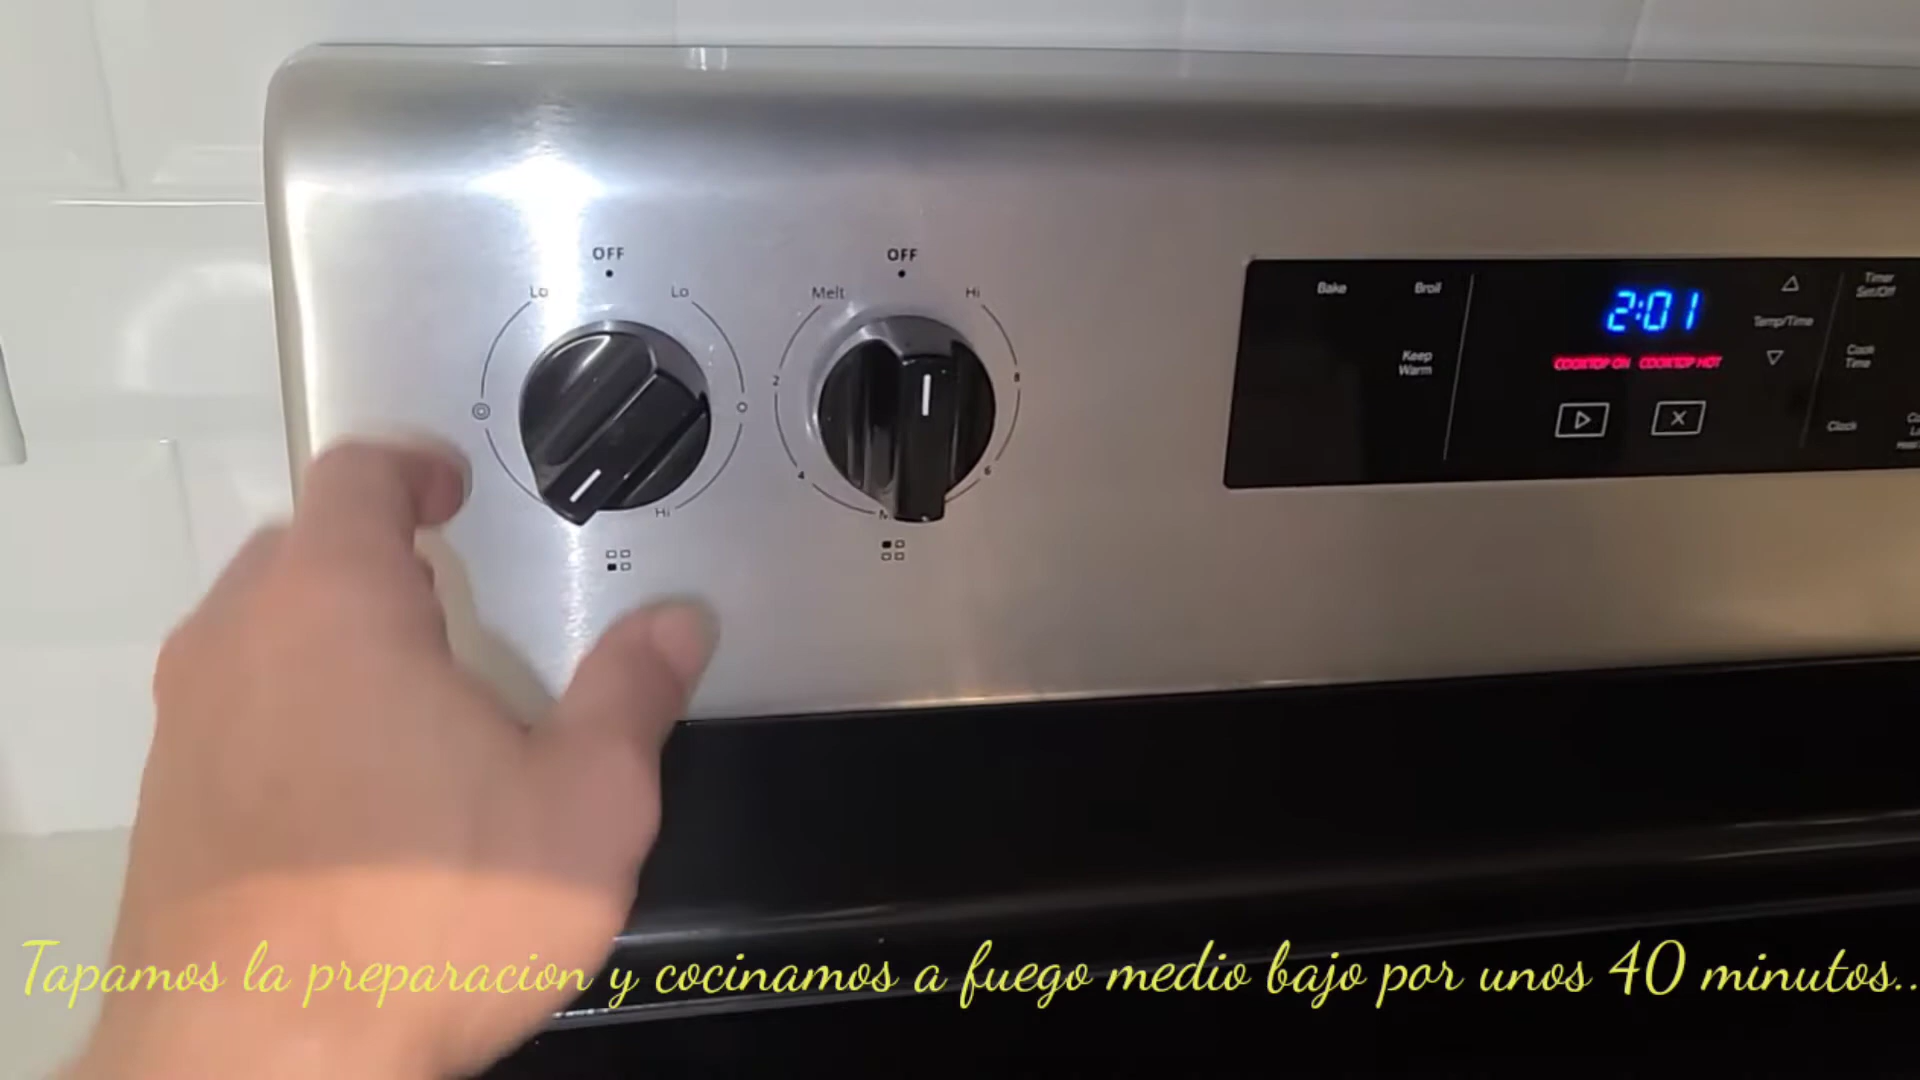 OFF
Lo
Lo
Hi
OFF
Melt
Hi
2
8
4
6
Bake
Broil
Keep
Warm
2:01
COOKTOP ON COOKTOP HOT
Temp/Time
Timer
Set/Off
Cook
Time
Clock
Tapamos la preparacion y cocinamos a fuego medio bajo por unos 40 minutos..